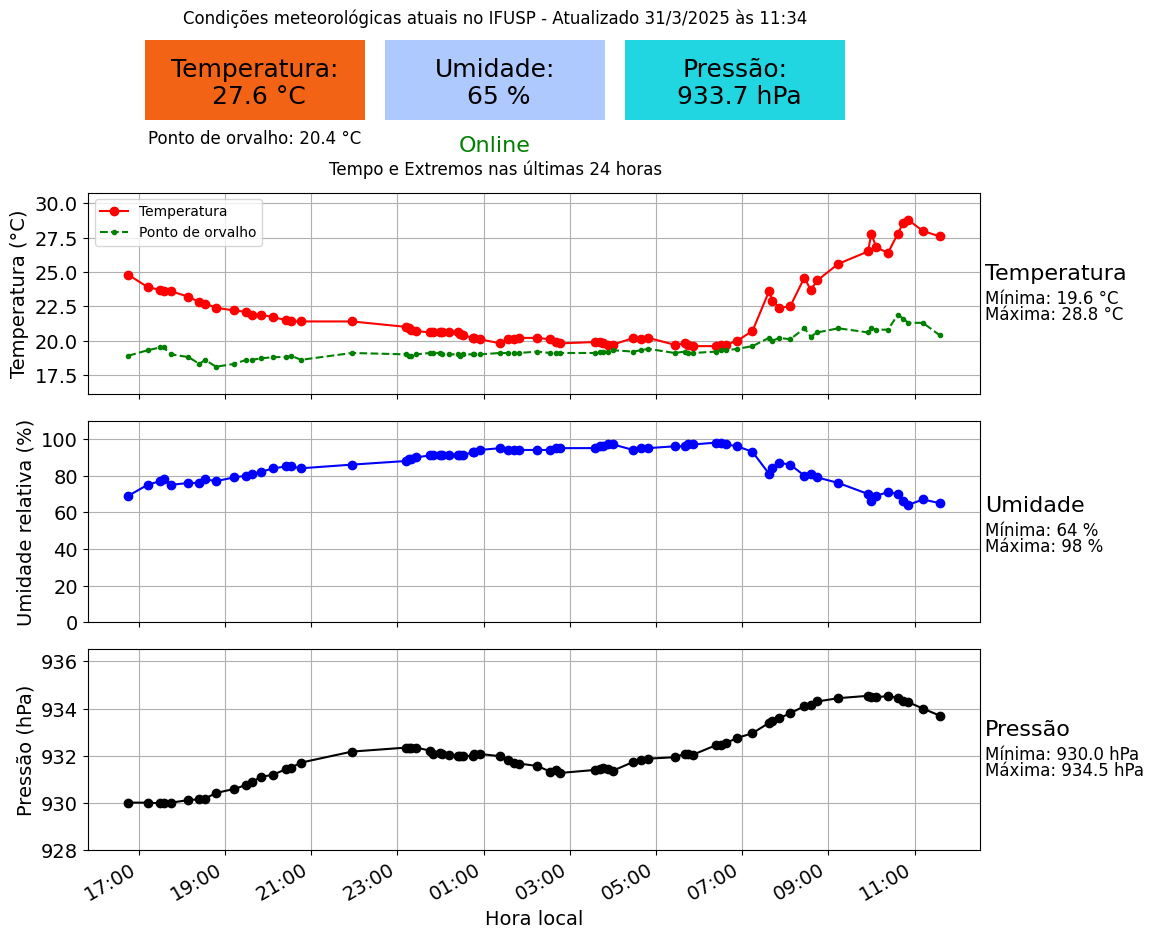 Condições meteorológicas atuais no IFUSP - Atualizado 31/3/2025 às 11:34
Temperatura:
27.6 °C
Umidade:
65 %
Pressão:
933.7 hPa
Ponto de orvalho: 20.4 °C
Online
Tempo e Extremos nas últimas 24 horas
Temperatura (°C)
30.0
27.5
25.0
22.5
20.0
17.5
Temperatura
Ponto de orvalho
Temperatura
Mínima: 19.6 °C
Máxima: 28.8 °C
Umidade relativa (%)
100
80
60
40
20
0
Umidade
Mínima: 64 %
Máxima: 98 %
Pressão (hPa)
936
934
932
930
928
Pressão
Mínima: 930.0 hPa
Máxima: 934.5 hPa
17:00 19:00 21:00 23:00 01:00 03:00 05:00 07:00 09:00 11:00
Hora local